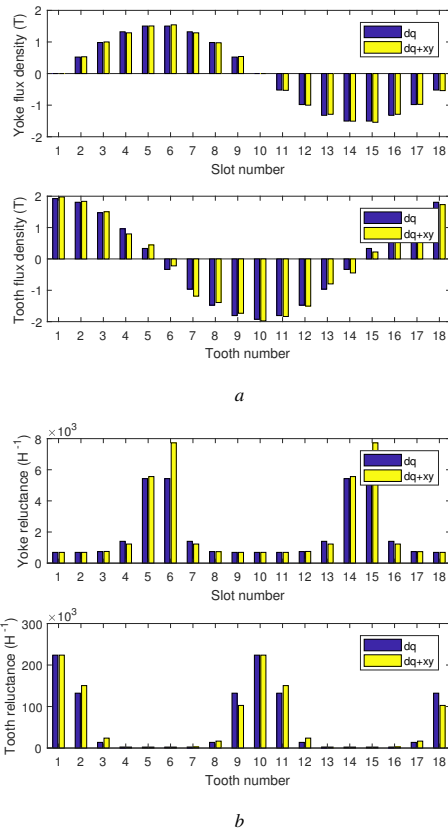 Yoke flux density (T)
2
1
0
-1
-2
dq
dq+xy
1 2 3 4 5 6 7 8 9 10 11 12 13 14 15 16 17 18
Slot number
Tooth flux density (T)
2
1
0
-1
-2
dq
dq+xy
1 2 3 4 5 6 7 8 9 10 11 12 13 14 15 16 17 18
Tooth number
a
×10³
Yoke reluctance (H⁻¹)
8
6
4
2
0
dq
dq+xy
1 2 3 4 5 6 7 8 9 10 11 12 13 14 15 16 17 18
Slot number
×10³
Tooth reluctance (H⁻¹)
300
200
100
0
dq
dq+xy
1 2 3 4 5 6 7 8 9 10 11 12 13 14 15 16 17 18
Tooth number
b